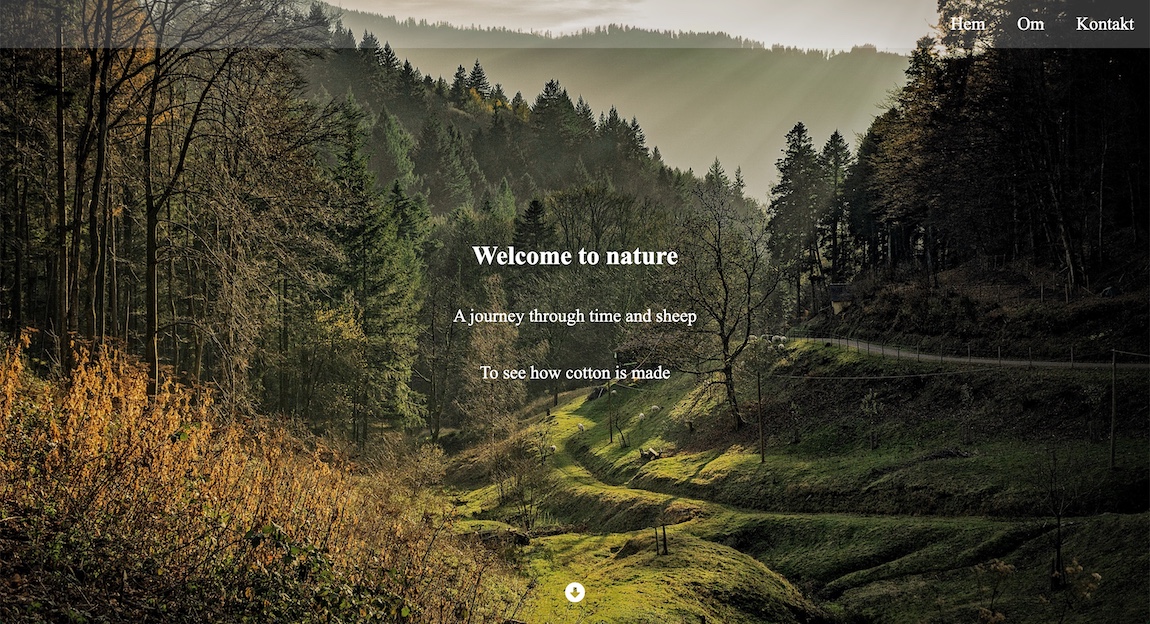 Hem Om Kontakt
Welcome to nature
A journey through time and sheep
To see how cotton is made